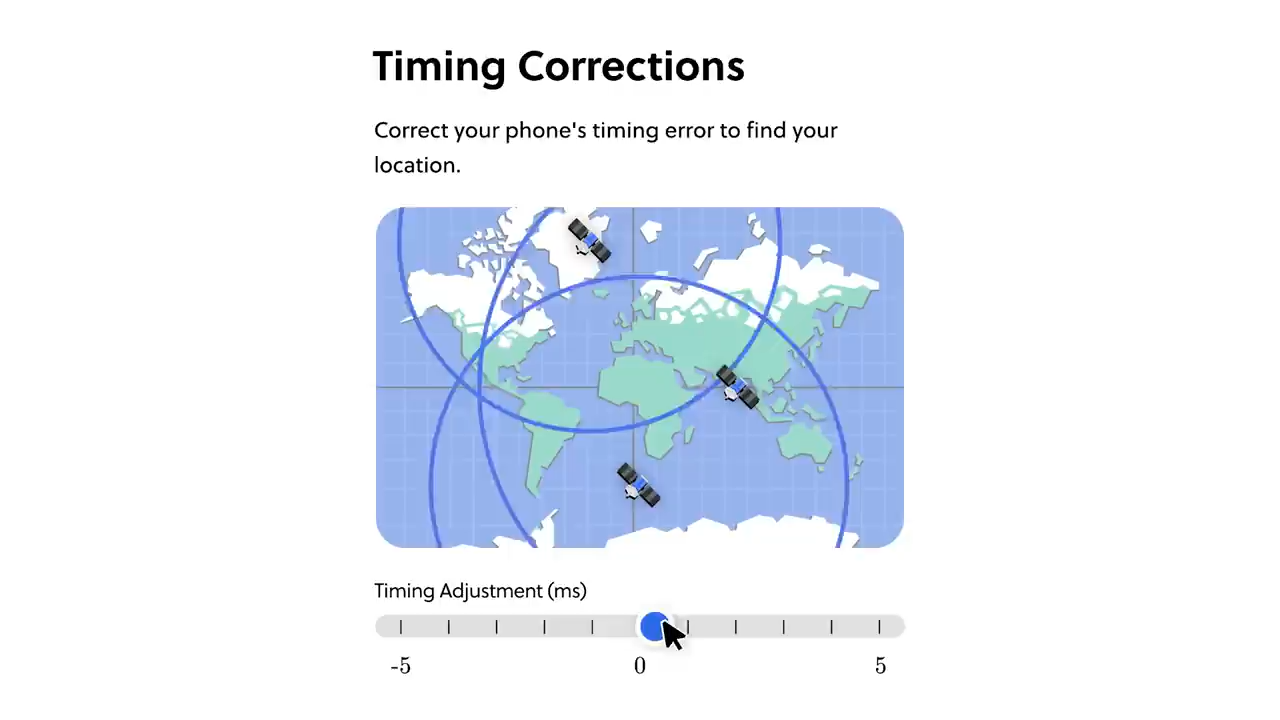 Timing Corrections
Correct your phone's timing error to find your
location.
Timing Adjustment (ms)
-5 0 5